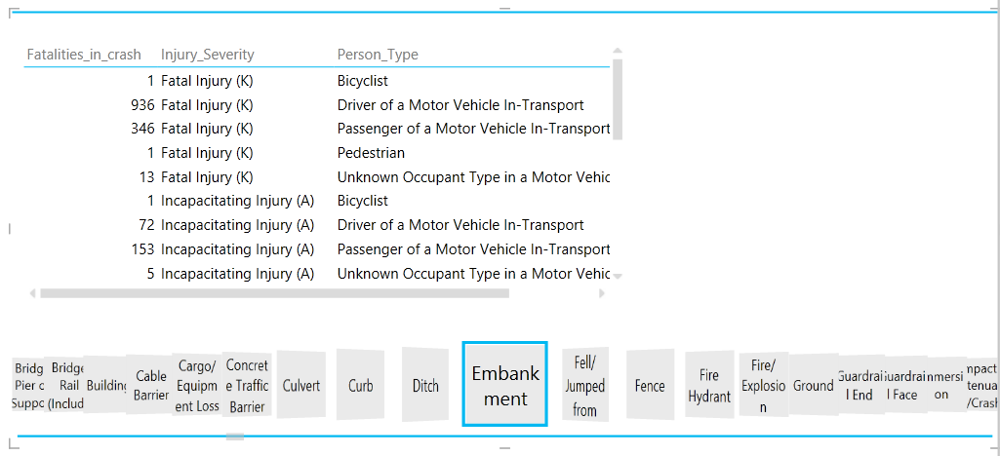 Fatalities_in_crash Injury_Severity Person_Type
1 Fatal Injury (K) Bicyclist
936 Fatal Injury (K) Driver of a Motor Vehicle In-Transport
346 Fatal Injury (K) Passenger of a Motor Vehicle In-Transport
1 Fatal Injury (K) Pedestrian
13 Fatal Injury (K) Unknown Occupant Type in a Motor Vehic
1 Incapacitating Injury (A) Bicyclist
72 Incapacitating Injury (A) Driver of a Motor Vehicle In-Transport
153 Incapacitating Injury (A) Passenger of a Motor Vehicle In-Transport
5 Incapacitating Injury (A) Unknown Occupant Type in a Motor Vehic
Bridg
Pier o
Suppo
Bridge
Rail
(Includ
Building
Cable
Barrier
Cargo/
Equipm
ent Loss
Concret
e Traffic
Barrier
Culvert
Curb
Ditch
Embank
ment
Fell/
Jumped
from
Fence
Fire
Hydrant
Fire/
Explosio
n
Ground
Guardrai
l End
uardrai
l Face
mmersi
on
mpact
tenua
/Crash